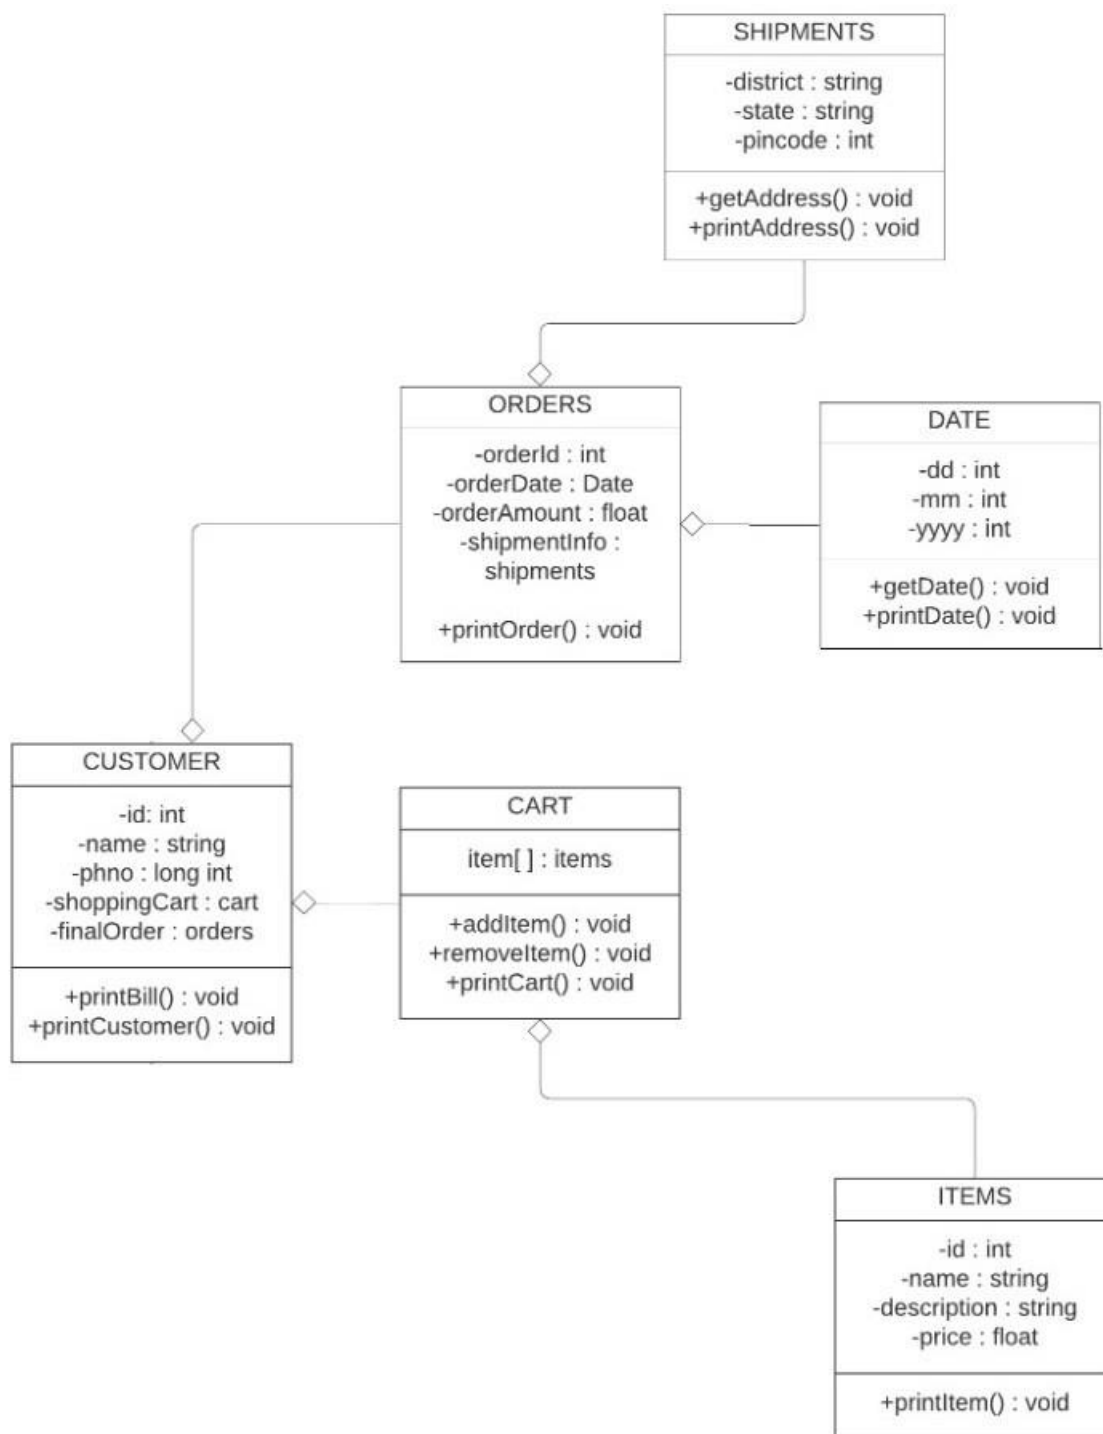 SHIPMENTS
-district : string
-state : string
-pincode : int
+getAddress() : void
+printAddress() : void
ORDERS
-orderId : int
-orderDate : Date
-orderAmount : float
-shipmentInfo :
shipments
+printOrder() : void
DATE
-dd : int
-mm : int
-yyyy : int
+getDate() : void
+printDate() : void
CUSTOMER
-id: int
-name : string
-phno : long int
-shoppingCart : cart
-finalOrder : orders
+printBill() : void
+printCustomer() : void
CART
item[ ] : items
+addItem() : void
+removeItem() : void
+printCart() : void
ITEMS
-id : int
-name : string
-description : string
-price : float
+printItem() : void